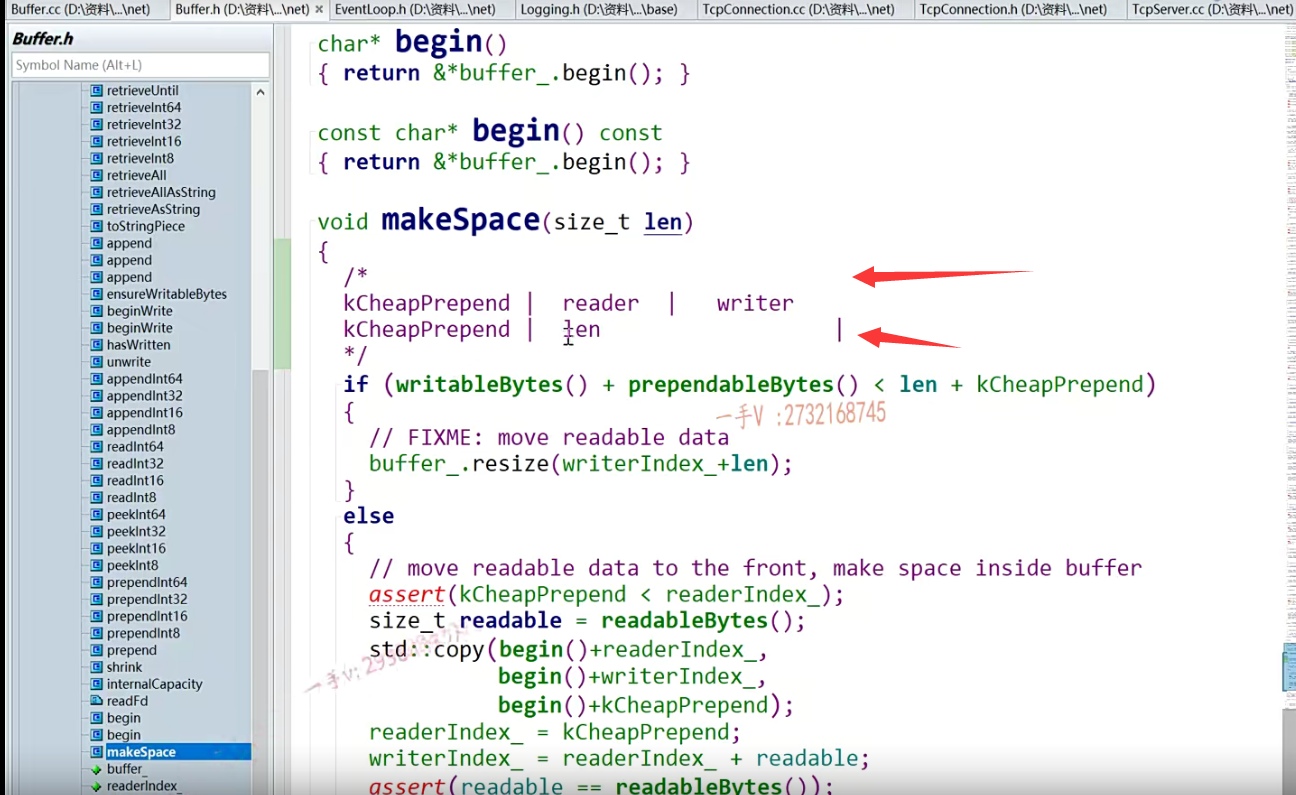 Buffer.cc (D:\资料\...\net) Buffer.h (D:\资料\...\net) × EventLoop.h (D:\资料\...\net) Logging.h (D:\资料\...\base) TcpConnection.cc (D:\资料\...\net) TcpConnection.h (D:\资料\...\net) TcpServer.cc (D:\资料\...\net)
Buffer.h
Symbol Name (Alt+L)
retrieveUntil
retrieveInt64
retrieveInt32
retrieveInt16
retrieveInt8
retrieveAll
retrieveAllAsString
retrieveAsString
toStringPiece
append
append
append
ensureWritableBytes
beginWrite
beginWrite
hasWritten
unwrite
appendInt64
appendInt32
appendInt16
appendInt8
readInt64
readInt32
readInt16
readInt8
peekInt64
peekInt32
peekInt16
peekInt8
prependInt64
prependInt32
prependInt16
prependInt8
prepend
shrink
internalCapacity
readFd
begin
begin
makeSpace
buffer_
readerIndex_
char* begin()
{ return &*buffer_.begin(); }
const char* begin() const
{ return &*buffer_.begin(); }
void makeSpace(size_t len)
{
/*
kCheapPrepend | reader | writer
kCheapPrepend | len |
*/
if (writableBytes() + prependableBytes() < len + kCheapPrepend)
{
一手V :2732168745
// FIXME: move readable data
buffer_.resize(writerIndex_+len);
}
else
{
// move readable data to the front, make space inside buffer
assert(kCheapPrepend < readerIndex_);
size_t readable = readableBytes();
std::copy(begin()+readerIndex_,
begin()+writerIndex_,
begin()+kCheapPrepend);
readerIndex_ = kCheapPrepend;
writerIndex_ = readerIndex_ + readable;
assert(readable == readableBytes());